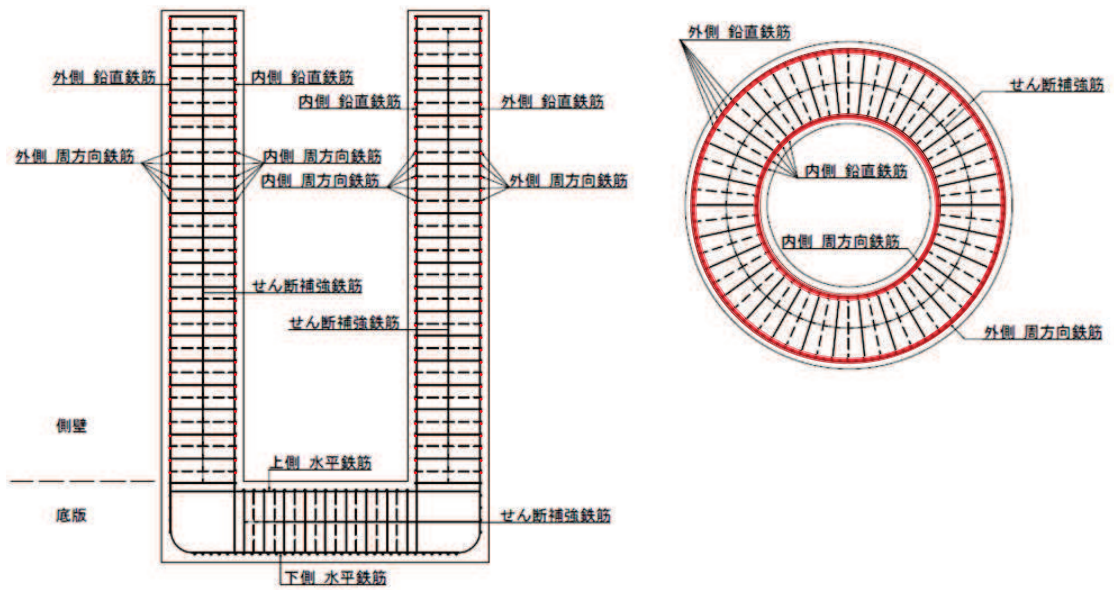 外側 鉛直鉄筋
内側 鉛直鉄筋
内側 鉛直鉄筋
外側 鉛直鉄筋
外側 周方向鉄筋
内側 周方向鉄筋
内側 周方向鉄筋
外側 周方向鉄筋
せん断補強鉄筋
せん断補強鉄筋
側壁
上側 水平鉄筋
底版
せん断補強鉄筋
下側 水平鉄筋
外側 鉛直鉄筋
せん断補強筋
内側 鉛直鉄筋
内側 周方向鉄筋
外側 周方向鉄筋